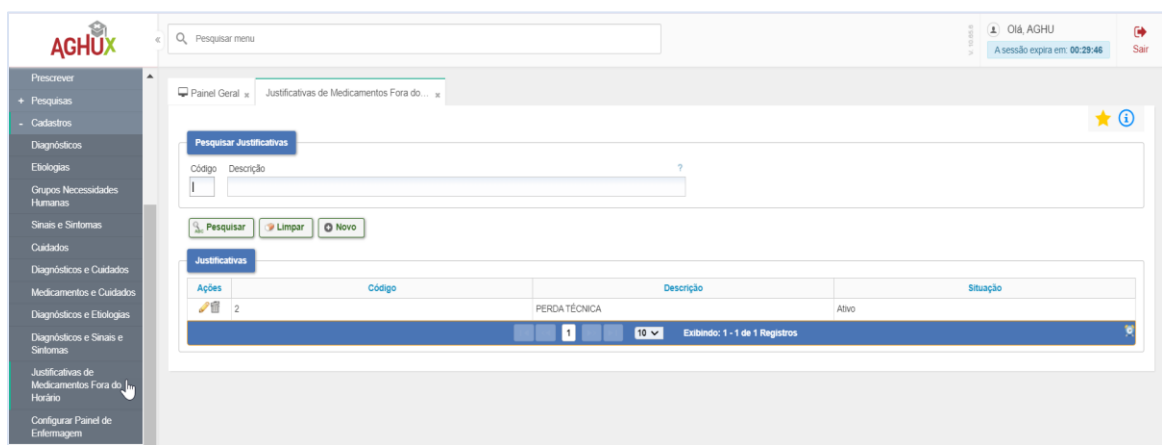 AGHUX
«
Pesquisar menu
Olá, AGHU
A sessão expira em: 00:29:46
Sair
Prescrever
+ Pesquisas
- Cadastros
Diagnósticos
Etiologias
Grupos Necessidades
Humanas
Sinais e Sintomas
Cuidados
Diagnósticos e Cuidados
Medicamentos e Cuidados
Diagnósticos e Etiologias
Diagnósticos e Sinais e
Sintomas
Justificativas de
Medicamentos Fora do
Horário
Configurar Painel de
Enfermagem
Painel Geral x
Justificativas de Medicamentos Fora do... x
Pesquisar Justificativas
Código Descrição ?
Pesquisar Limpar Novo
Justificativas
Ações Código Descrição Situação
2 PERDA TÉCNICA Ativo
1 10 Exibindo: 1 - 1 de 1 Registros